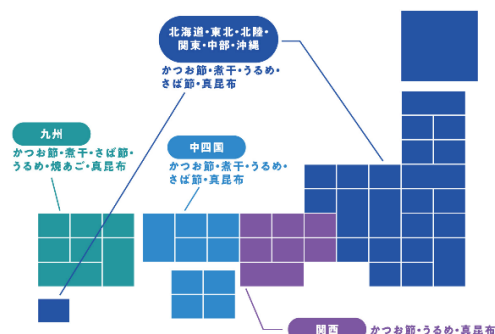 北海道・東北・北陸・
関東・中部・沖縄
かつお節・煮干・うるめ・
さば節・真昆布
九州
かつお節・煮干・さば節・
うるめ・焼あご・真昆布
中四国
かつお節・煮干・うるめ・
さば節・真昆布
関西
かつお節・うるめ・真昆布